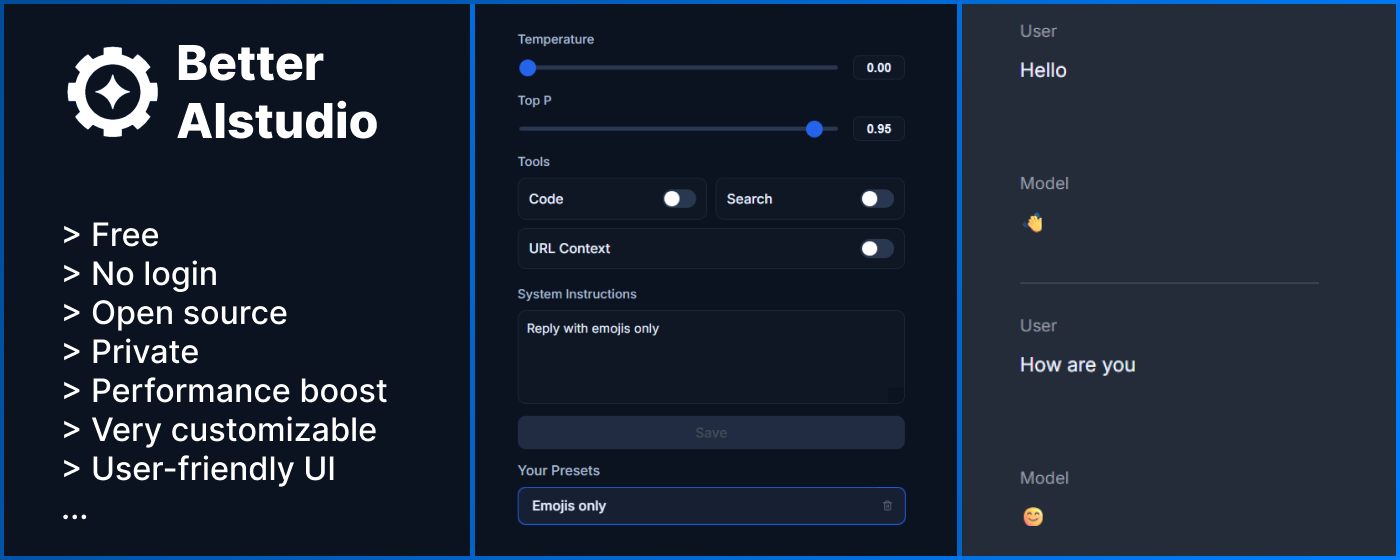 Better
AIstudio
> Free
> No login
> Open source
> Private
> Performance boost
> Very customizable
> User-friendly UI
...
Temperature
0.00
Top P
0.95
Tools
Code
Search
URL Context
System Instructions
Reply with emojis only
Save
Your Presets
Emojis only
User
Hello
Model
👋
User
How are you
Model
😊